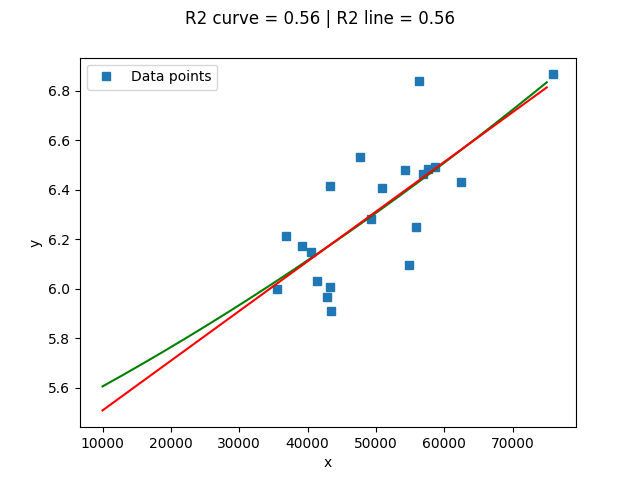 R2 curve = 0.56 | R2 line = 0.56
Data points
6.8
6.6
6.4
6.2
6.0
5.8
5.6
y
10000 20000 30000 40000 50000 60000 70000
x